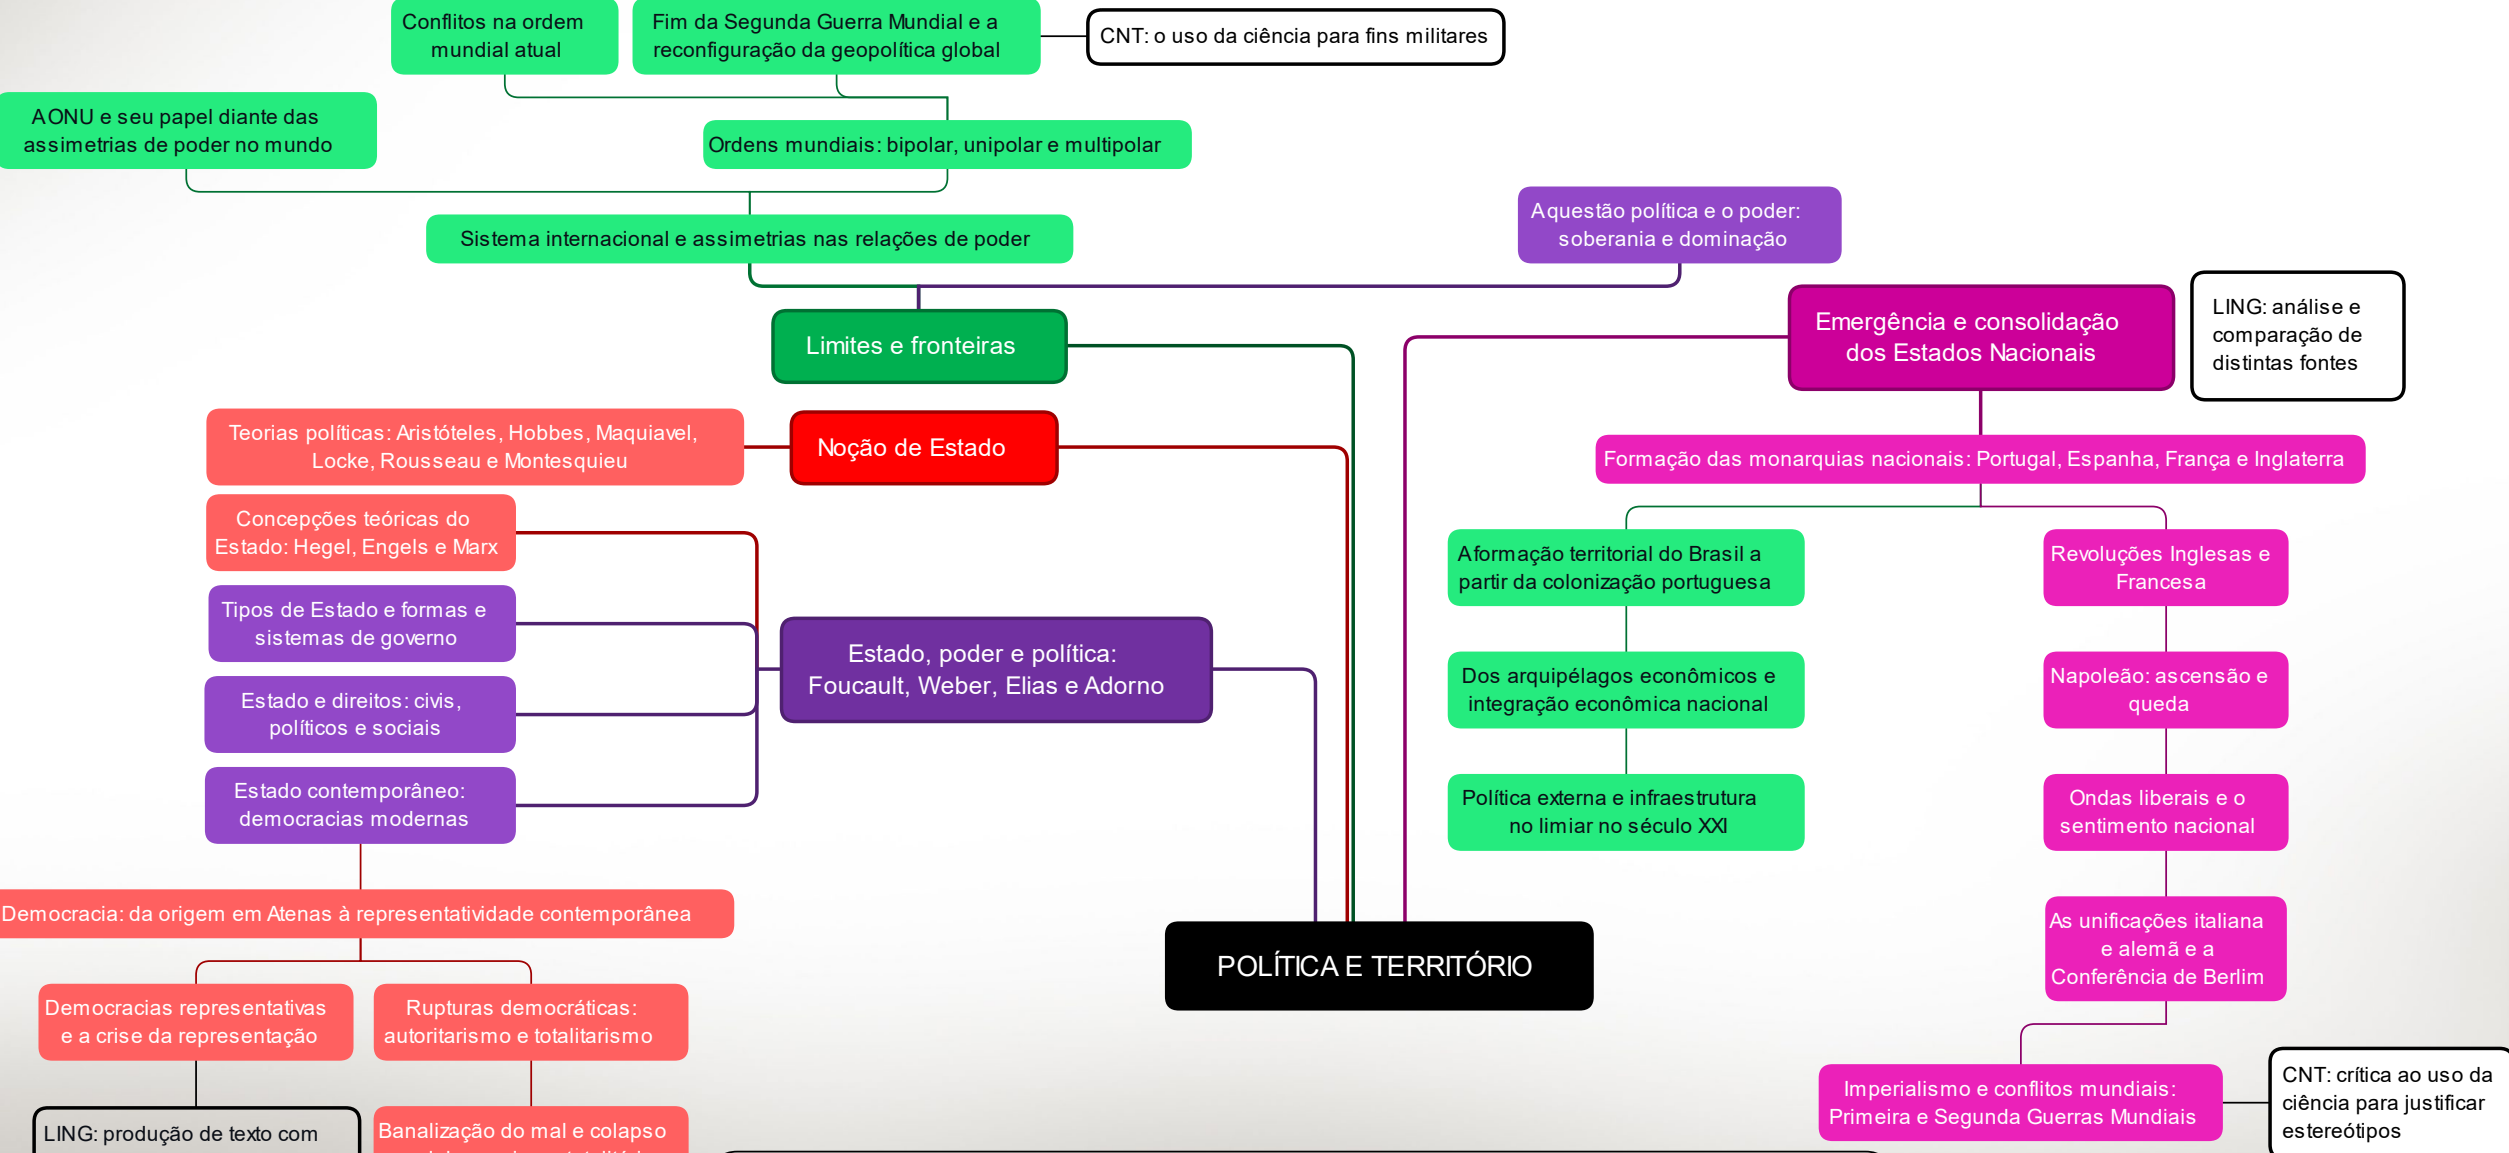 Conflitos na ordem
mundial atual
Fim da Segunda Guerra Mundial e a
reconfiguração da geopolítica global
CNT: o uso da ciência para fins militares
A ONU e seu papel diante das
assimetrias de poder no mundo
Ordens mundiais: bipolar, unipolar e multipolar
Sistema internacional e assimetrias nas relações de poder
A questão política e o poder:
soberania e dominação
Limites e fronteiras
Emergência e consolidação
dos Estados Nacionais
LING: análise e
comparação de
distintas fontes
Teorias políticas: Aristóteles, Hobbes, Maquiavel,
Locke, Rousseau e Montesquieu
Noção de Estado
Formação das monarquias nacionais: Portugal, Espanha, França e Inglaterra
Concepções teóricas do
Estado: Hegel, Engels e Marx
Tipos de Estado e formas e
sistemas de governo
Estado e direitos: civis,
políticos e sociais
Estado contemporâneo:
democracias modernas
Estado, poder e política:
Foucault, Weber, Elias e Adorno
A formação territorial do Brasil a
partir da colonização portuguesa
Dos arquipélagos econômicos e
integração econômica nacional
Política externa e infraestrutura
no limiar no século XXI
Revoluções Inglesas e
Francesa
Napoleão: ascensão e
queda
Ondas liberais e o
sentimento nacional
As unificações italiana
e alemã e a
Conferência de Berlim
Democracia: da origem em Atenas à representatividade contemporânea
POLÍTICA E TERRITÓRIO
Democracias representativas
e a crise da representação
Rupturas democráticas:
autoritarismo e totalitarismo
Imperialismo e conflitos mundiais:
Primeira e Segunda Guerras Mundiais
CNT: crítica ao uso da
ciência para justificar
estereótipos
LING: produção de texto com
Banalização do mal e colapso